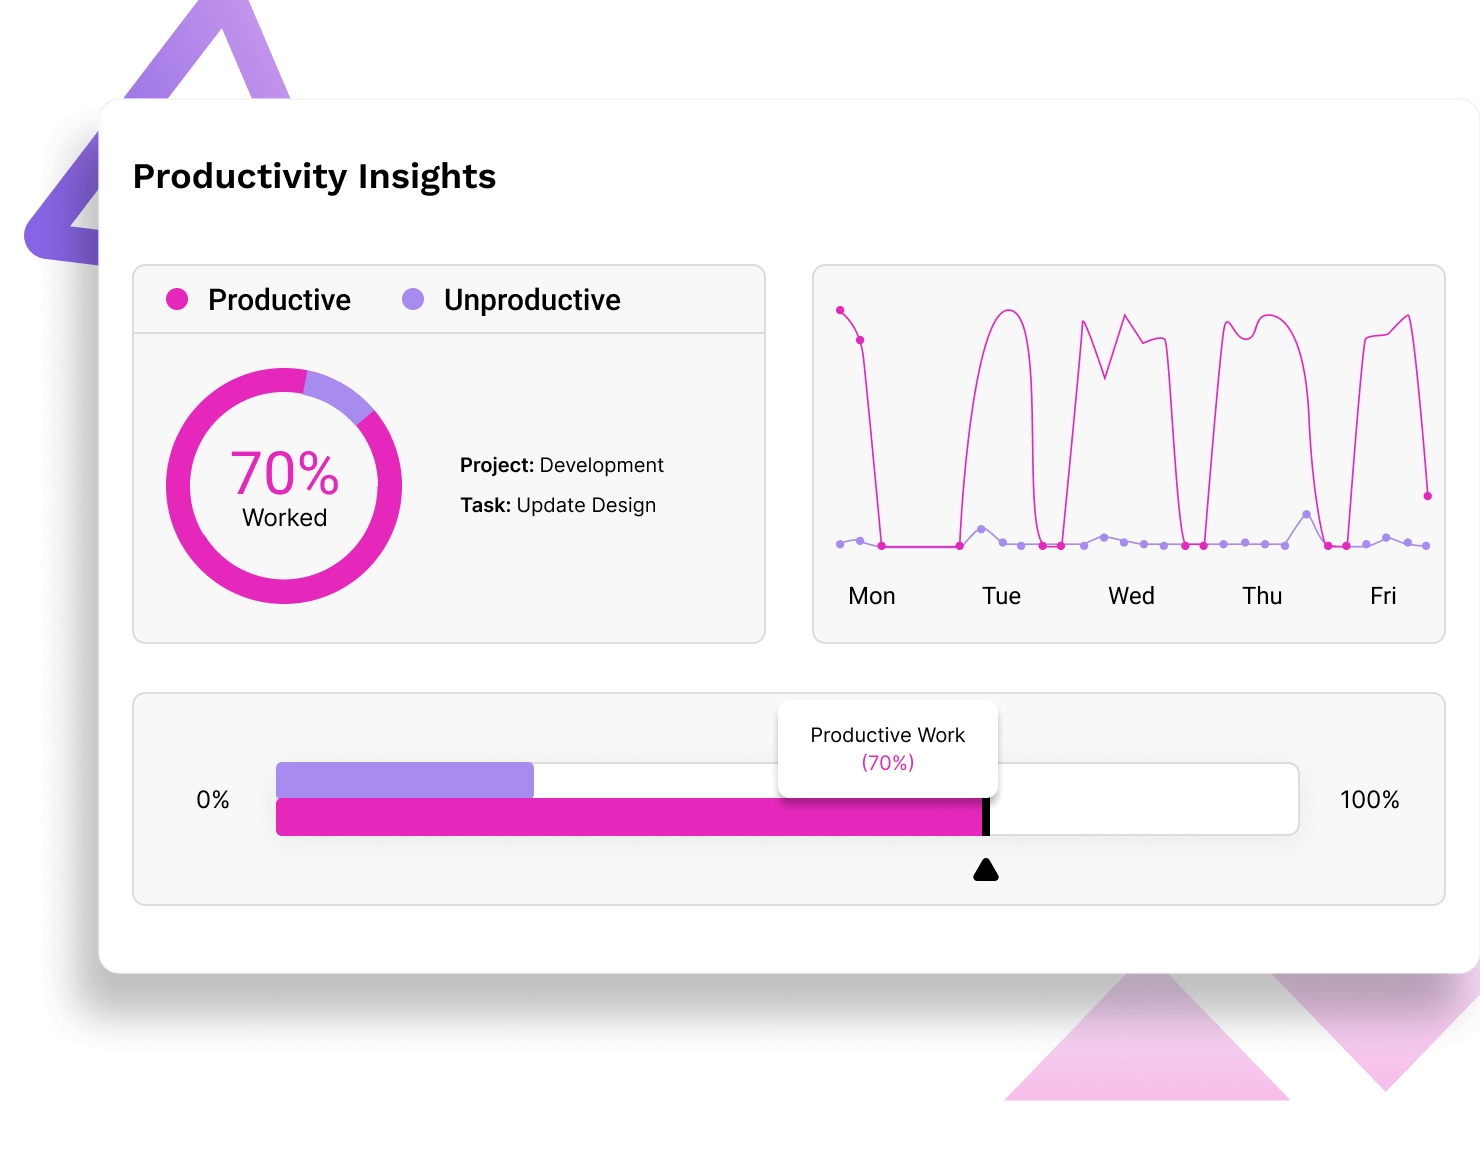 Productivity Insights
Productive Unproductive
70%
Worked
Project: Development
Task: Update Design
Mon Tue Wed Thu Fri
Productive Work
(70%)
0% 100%